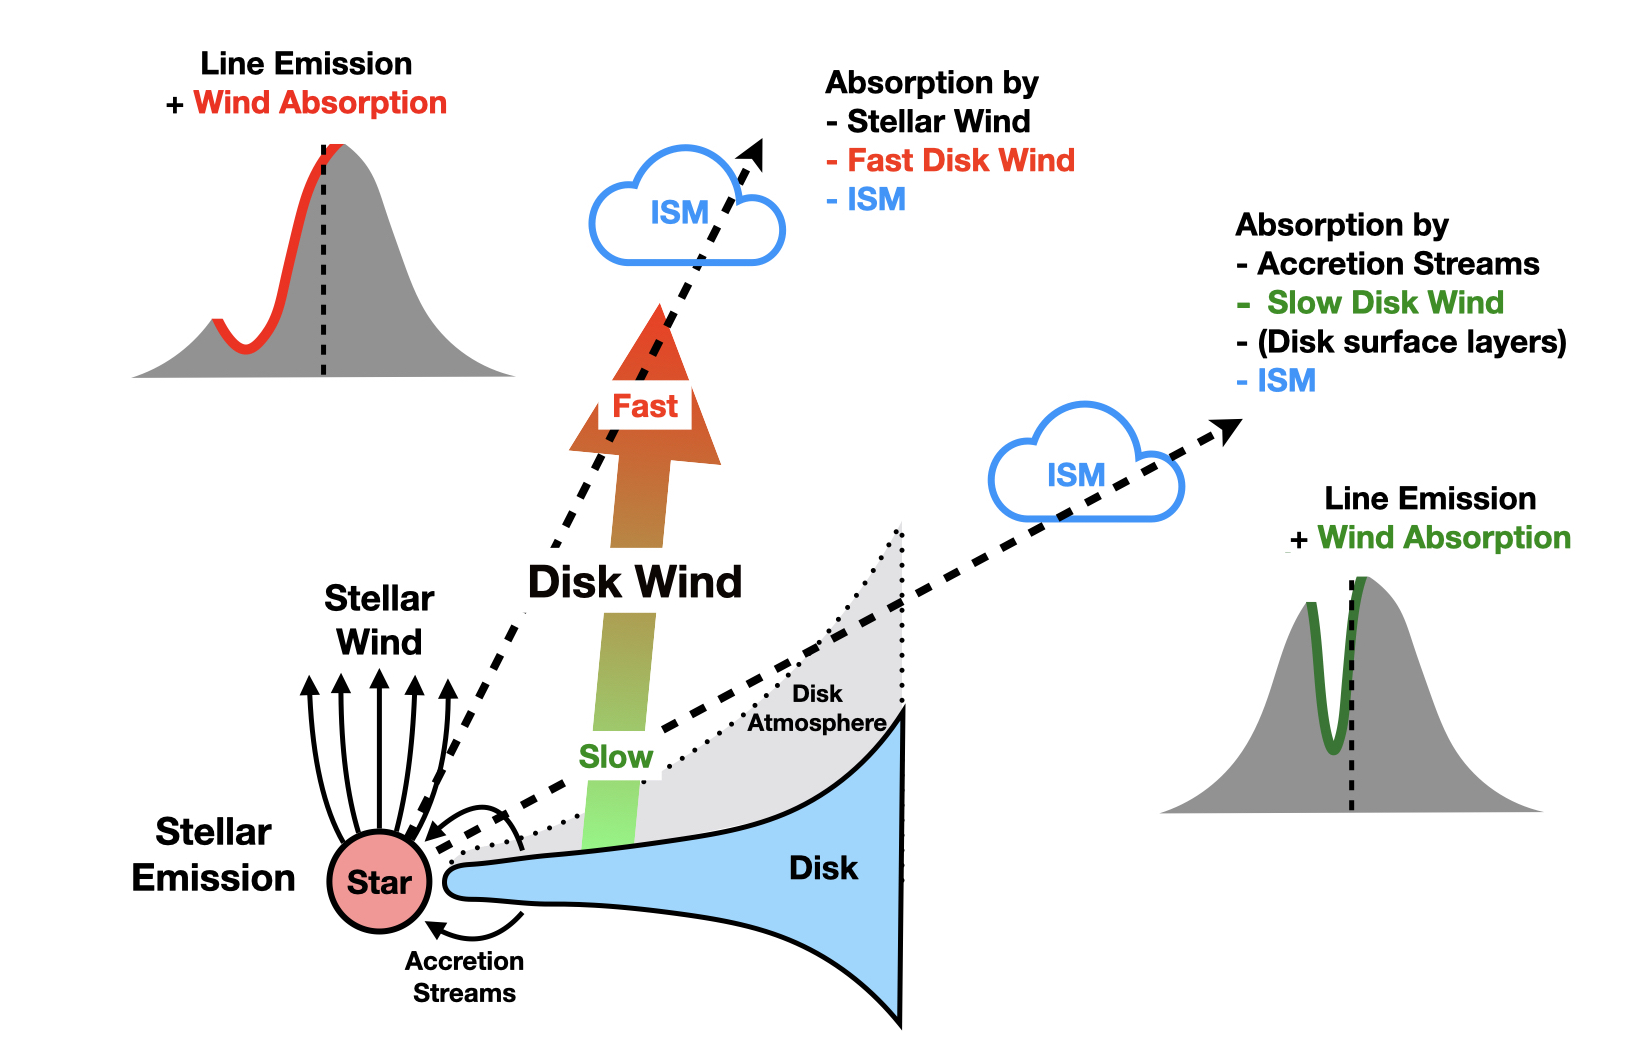 Line Emission
+ Wind Absorption
Absorption by
- Stellar Wind
- Fast Disk Wind
- ISM
ISM
Absorption by
- Accretion Streams
- Slow Disk Wind
- (Disk surface layers)
- ISM
Fast
ISM
Line Emission
+ Wind Absorption
Disk Wind
Stellar
Wind
Disk
Atmosphere
Slow
Stellar
Emission
Star
Disk
Accretion
Streams